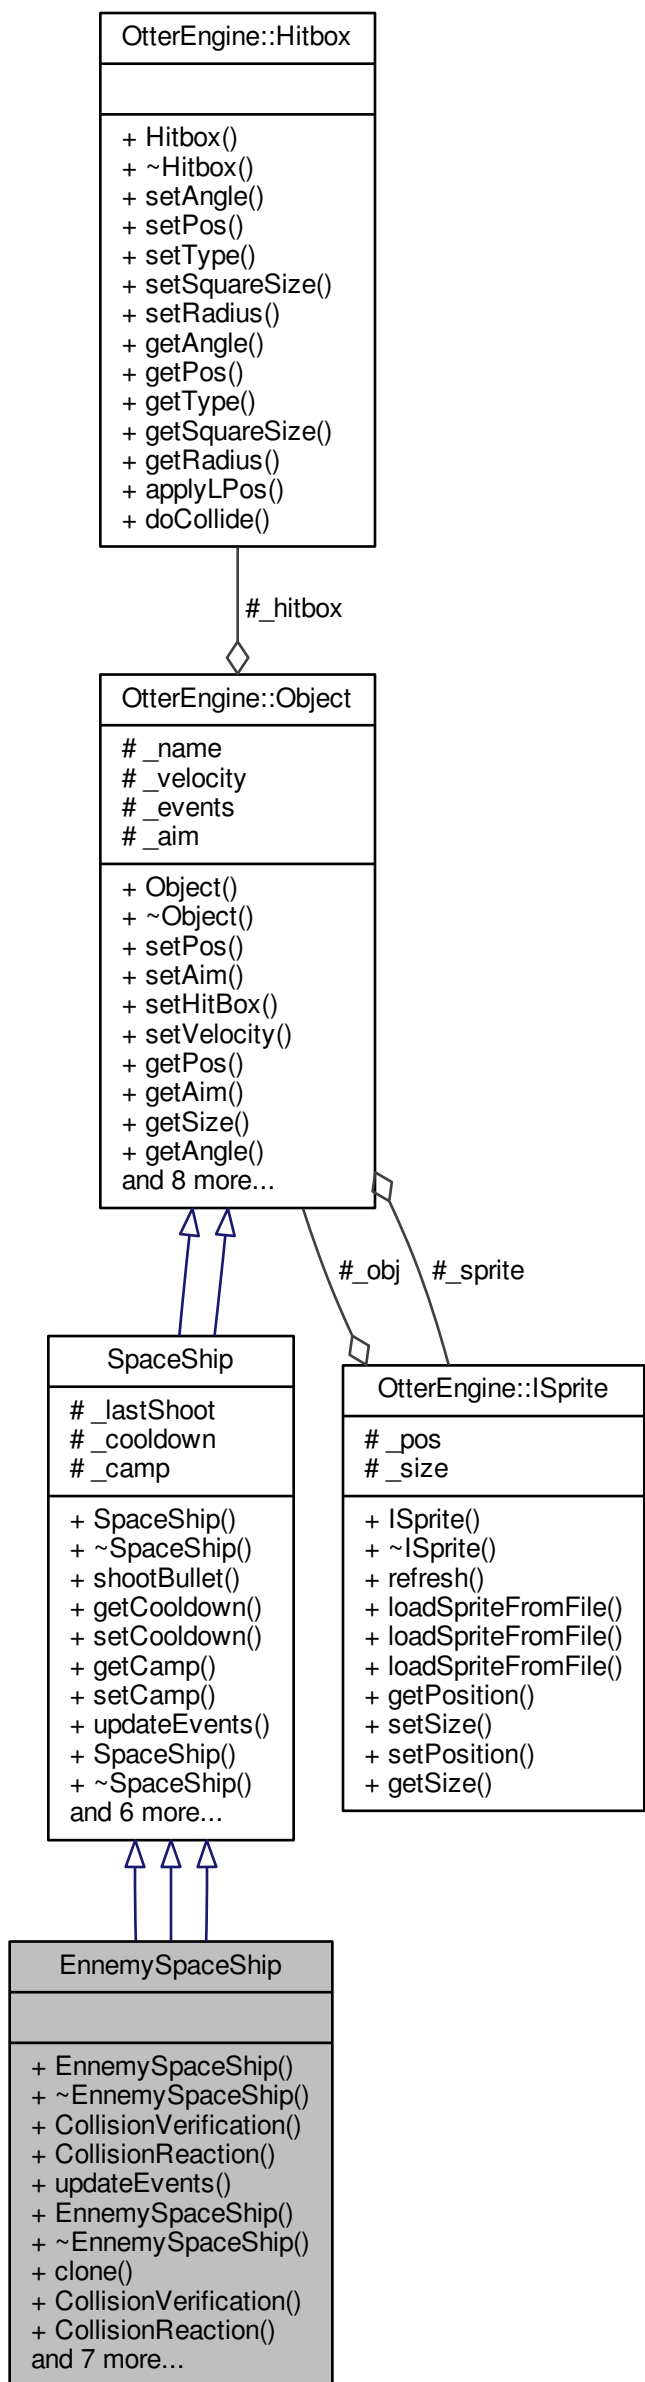 OtterEngine::Hitbox
+ Hitbox()
+ ~Hitbox()
+ setAngle()
+ setPos()
+ setType()
+ setSquareSize()
+ setRadius()
+ getAngle()
+ getPos()
+ getType()
+ getSquareSize()
+ getRadius()
+ applyLPos()
+ doCollide()
#_hitbox
OtterEngine::Object
# _name
# _velocity
# _events
# _aim
+ Object()
+ ~Object()
+ setPos()
+ setAim()
+ setHitBox()
+ setVelocity()
+ getPos()
+ getAim()
+ getSize()
+ getAngle()
and 8 more...
#_obj
#_sprite
SpaceShip
# _lastShoot
# _cooldown
# _camp
+ SpaceShip()
+ ~SpaceShip()
+ shootBullet()
+ getCooldown()
+ setCooldown()
+ getCamp()
+ setCamp()
+ updateEvents()
+ SpaceShip()
+ ~SpaceShip()
and 6 more...
OtterEngine::ISprite
# _pos
# _size
+ ISprite()
+ ~ISprite()
+ refresh()
+ loadSpriteFromFile()
+ loadSpriteFromFile()
+ loadSpriteFromFile()
+ getPosition()
+ setSize()
+ setPosition()
+ getSize()
EnnemySpaceShip
+ EnnemySpaceShip()
+ ~EnnemySpaceShip()
+ CollisionVerification()
+ CollisionReaction()
+ updateEvents()
+ EnnemySpaceShip()
+ ~EnnemySpaceShip()
+ clone()
+ CollisionVerification()
+ CollisionReaction()
and 7 more...